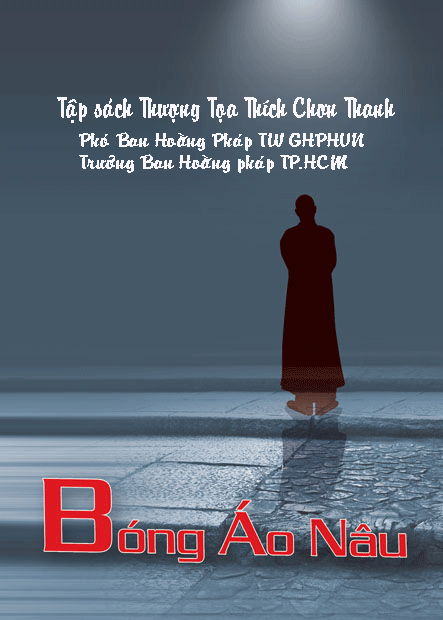 Tập sách Thượng Tọa Thích Chơn Thanh
Phó Ban Hoằng Pháp TW GHPHVN
Trưởng Ban Hoằng pháp TP.HCM
Bóng Áo Nâu